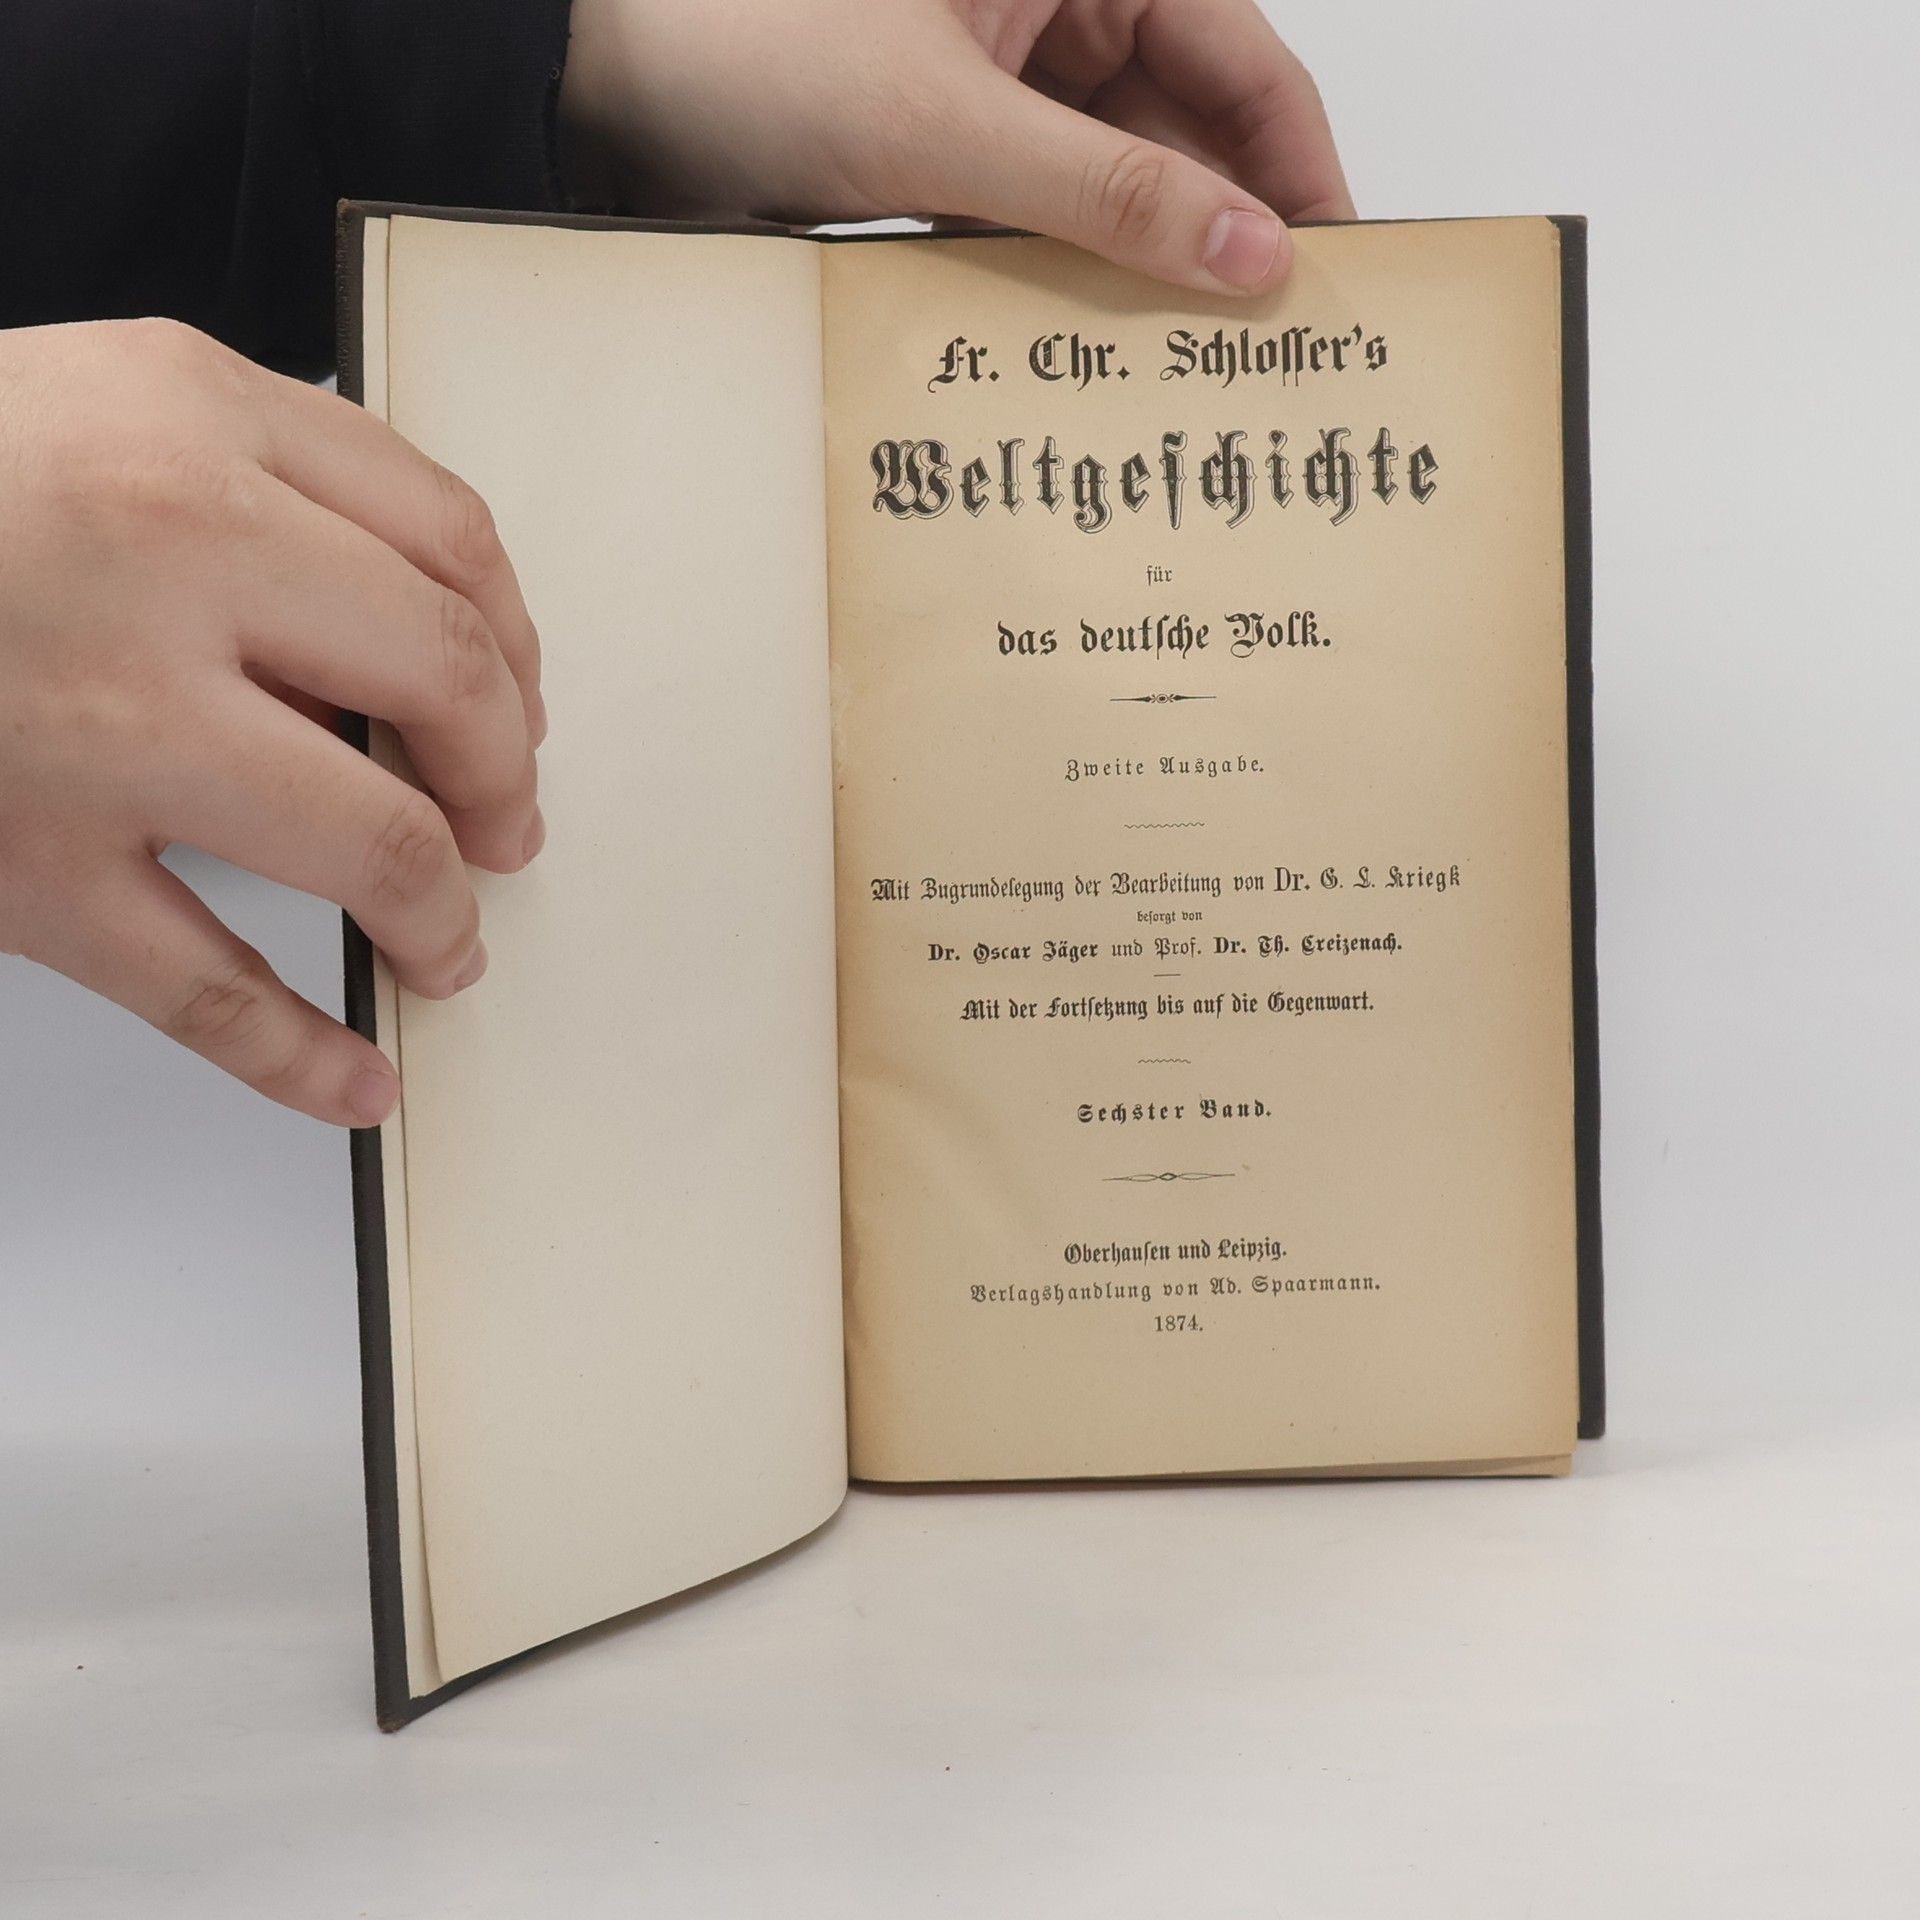 Fr. Chr. Schloſſer's
Weltgeſchichte
für
das deutſche Volk.
Zweite Ausgabe.
Mit Zugrundelegung der Bearbeitung von Dr. G. L. Kriegk
beſorgt von
Dr. Oscar Jäger und Prof. Dr. Th. Creizenach.
Mit der Fortſetzung bis auf die Gegenwart.
Sechster Band.
Oberhauſen und Leipzig.
Verlagshandlung von Ad. Spaarmann.
1874.